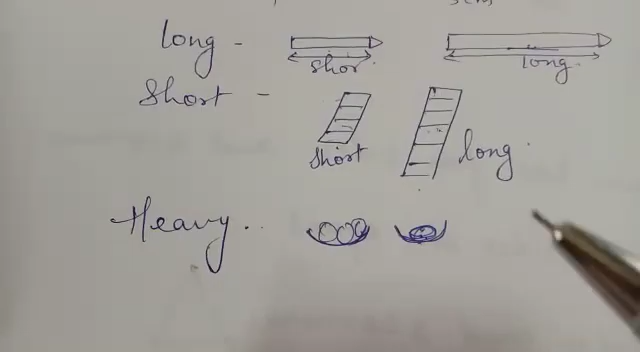 long -
shor. long.
Short -
short long.
Heavy..